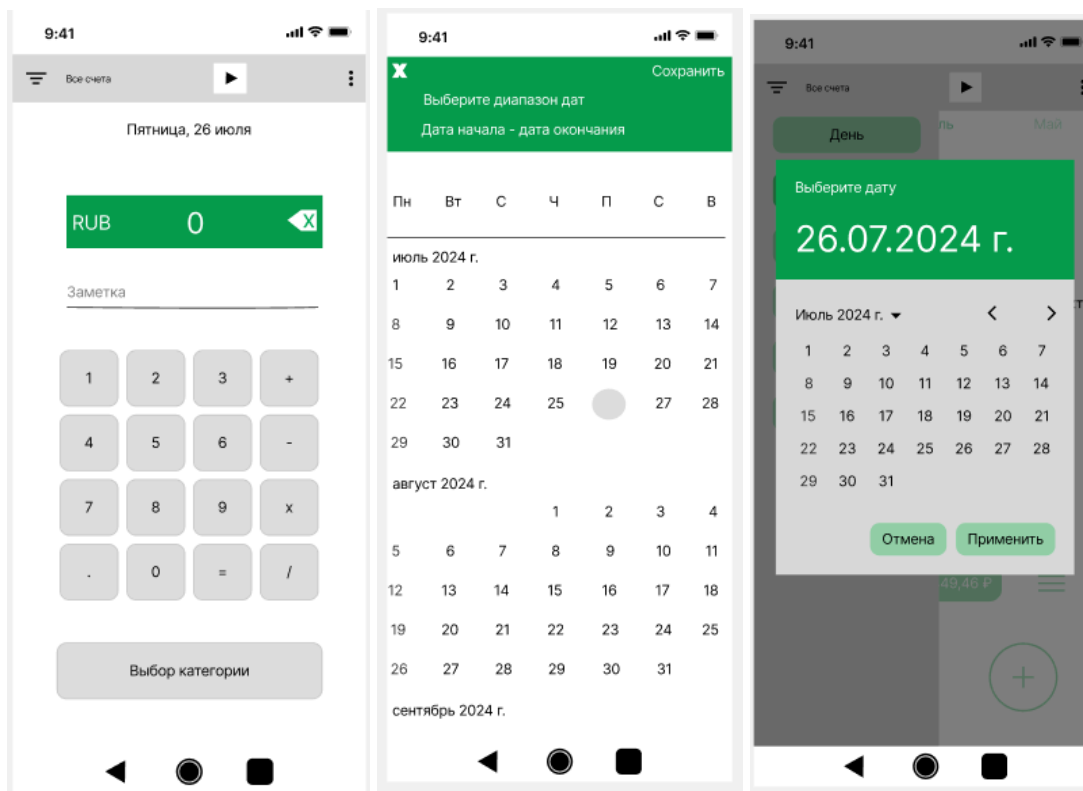 9:41
Все счета
Пятница, 26 июля
RUB 0 X
Заметка
1 2 3 +
4 5 6 -
7 8 9 x
. 0 = /
Выбор категории
9:41
X Сохранить
Выберите диапазон дат
Дата начала - дата окончания
Пн Вт С Ч П С В
июль 2024 г.
1 2 3 4 5 6 7
8 9 10 11 12 13 14
15 16 17 18 19 20 21
22 23 24 25 27 28
29 30 31
август 2024 г.
1 2 3 4
5 6 7 8 9 10 11
12 13 14 15 16 17 18
19 20 21 22 23 24 25
26 27 28 29 30 31
сентябрь 2024 г.
9:41
Все счета
День
Май
Выберите дату
26.07.2024 г.
Июль 2024 г.
1 2 3 4 5 6 7
8 9 10 11 12 13 14
15 16 17 18 19 20 21
22 23 24 25 26 27 28
29 30 31
Отмена Применить
49,46 ₽
+